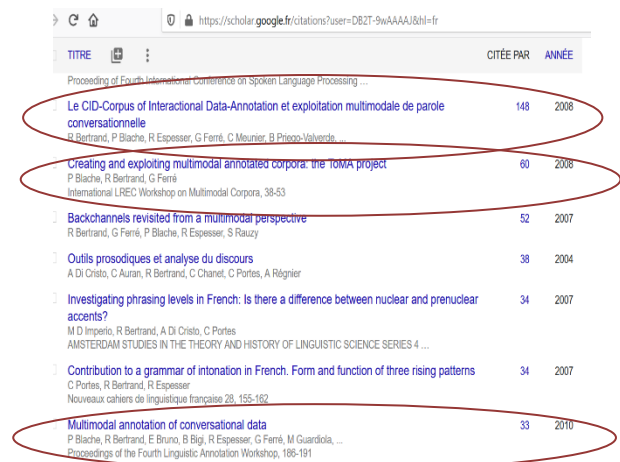 https://scholar.google.fr/citations?user=DB2T-9wAAAAJ&hl=fr
TITRE CITÉE PAR ANNÉE
Proceeding of Fourth International Conference on Spoken Language Processing ...
Le CID-Corpus of Interactional Data-Annotation et exploitation multimodale de parole 148 2008
conversationnelle
R Bertrand, P Blache, R Espesser, G Ferré, C Meunier, B Priego-Valverde, ...
Creating and exploiting multimodal annotated corpora: the ToMA project 60 2008
P Blache, R Bertrand, G Ferré
International LREC Workshop on Multimodal Corpora, 38-53
Backchannels revisited from a multimodal perspective 52 2007
R Bertrand, G Ferré, P Blache, R Espesser, S Rauzy
Outils prosodiques et analyse du discours 38 2004
A Di Cristo, C Auran, R Bertrand, C Chanet, C Portes, A Régnier
Investigating phrasing levels in French: Is there a difference between nuclear and prenuclear 34 2007
accents?
M D Imperio, R Bertrand, A Di Cristo, C Portes
AMSTERDAM STUDIES IN THE THEORY AND HISTORY OF LINGUISTIC SCIENCE SERIES 4 ...
Contribution to a grammar of intonation in French. Form and function of three rising patterns 34 2007
C Portes, R Bertrand, R Espesser
Nouveaux cahiers de linguistique française 28, 155-162
Multimodal annotation of conversational data 33 2010
P Blache, R Bertrand, E Bruno, B Bigi, R Espesser, G Ferré, M Guardiola, ...
Proceedings of the Fourth Linguistic Annotation Workshop, 186-191